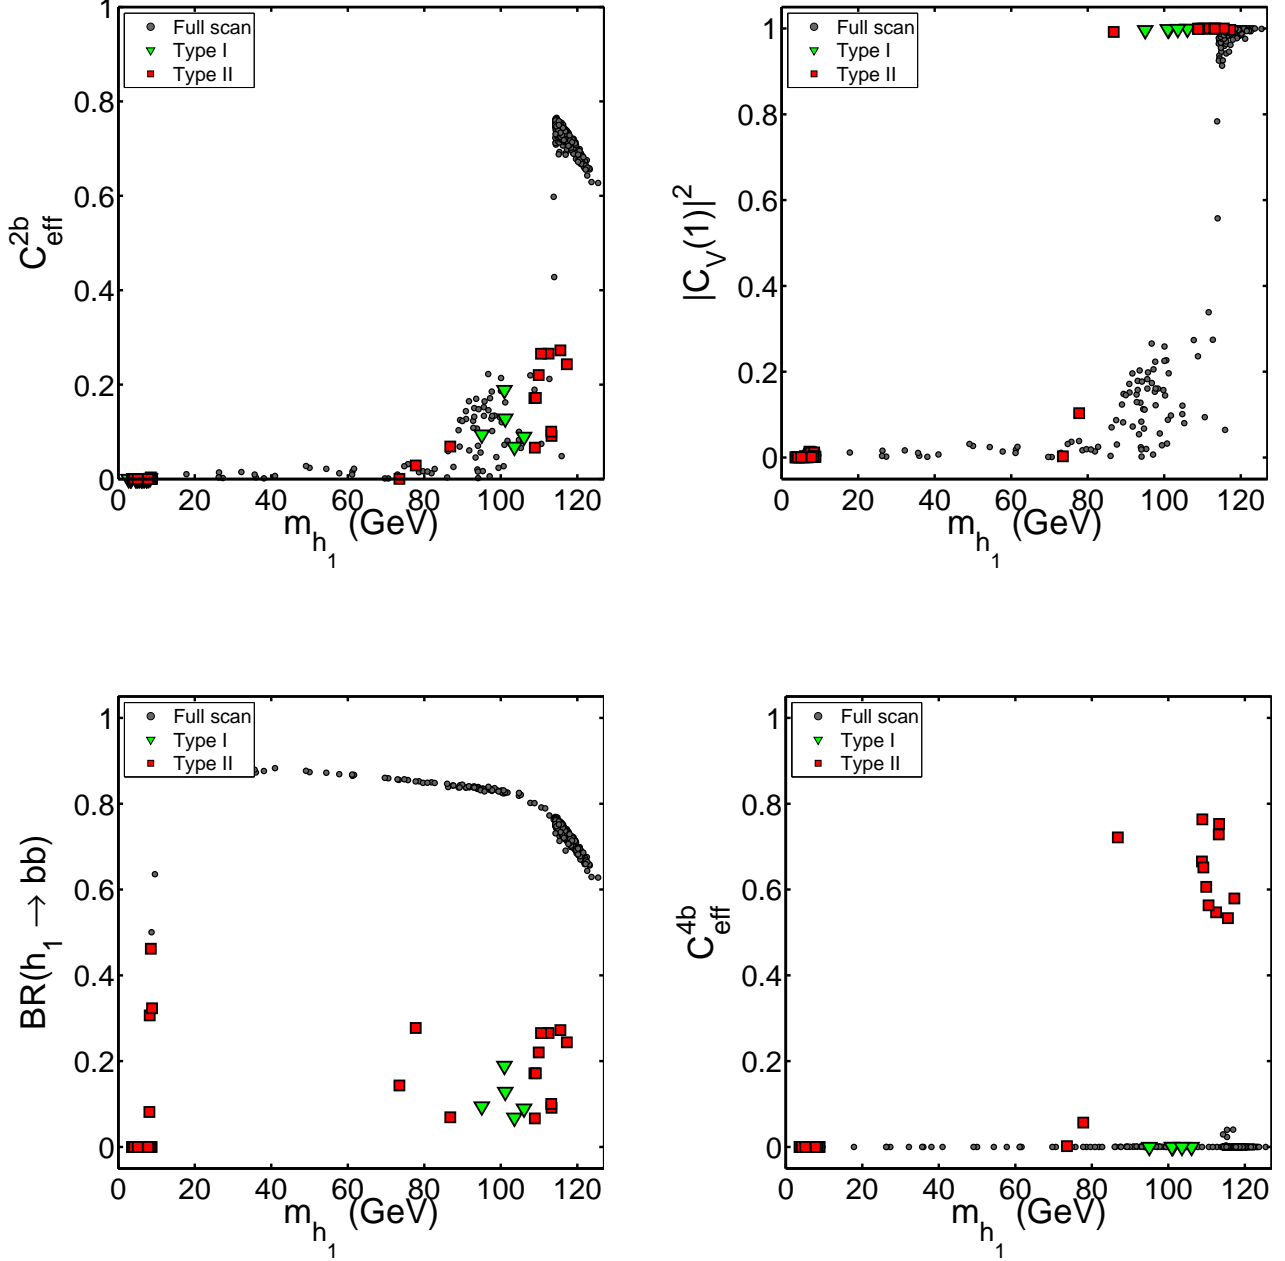 1
0.8
0.6
0.4
0.2
0
C_eff^2b
Full scan
Type I
Type II
0 20 40 60 80 100 120
m_h_1 (GeV)
1
0.8
0.6
0.4
0.2
0
|C_V(1)|^2
Full scan
Type I
Type II
0 20 40 60 80 100 120
m_h_1 (GeV)
1
0.8
0.6
0.4
0.2
0
BR(h_1 → bb)
Full scan
Type I
Type II
0 20 40 60 80 100 120
m_h_1 (GeV)
1
0.8
0.6
0.4
0.2
0
C_eff^4b
Full scan
Type I
Type II
0 20 40 60 80 100 120
m_h_1 (GeV)